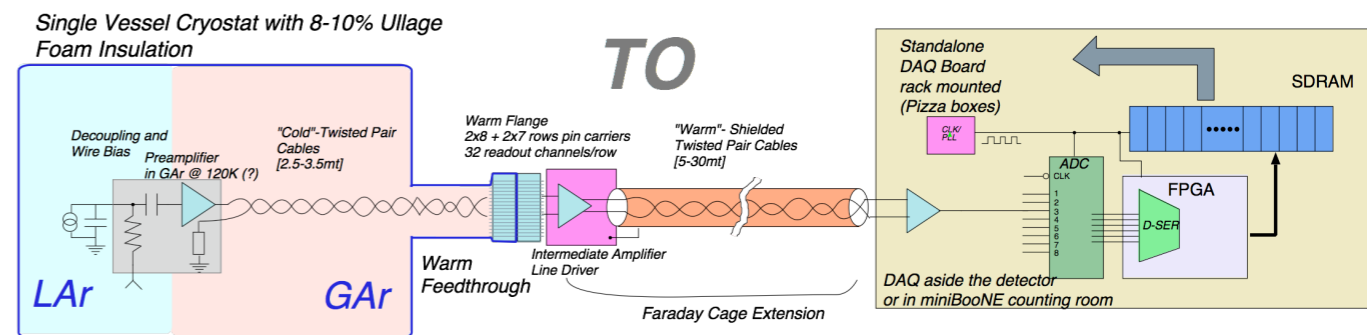 Single Vessel Cryostat with 8-10% Ullage
Foam Insulation
TO
Decoupling and
Wire Bias
Preamplifier
in GAr @ 120K (?)
"Cold"-Twisted Pair
Cables
[2.5-3.5mt]
LAr
GAr
Warm Flange
2x8 + 2x7 rows pin carriers
32 readout channels/row
Warm
Feedthrough
Intermediate Amplifier
Line Driver
"Warm"- Shielded
Twisted Pair Cables
[5-30mt]
Faraday Cage Extension
Standalone
DAQ Board
rack mounted
(Pizza boxes)
SDRAM
CLK/
PLL
ADC
CLK
1
2
3
4
5
6
7
8
FPGA
D-SER
DAQ aside the detector
or in miniBooNE counting room